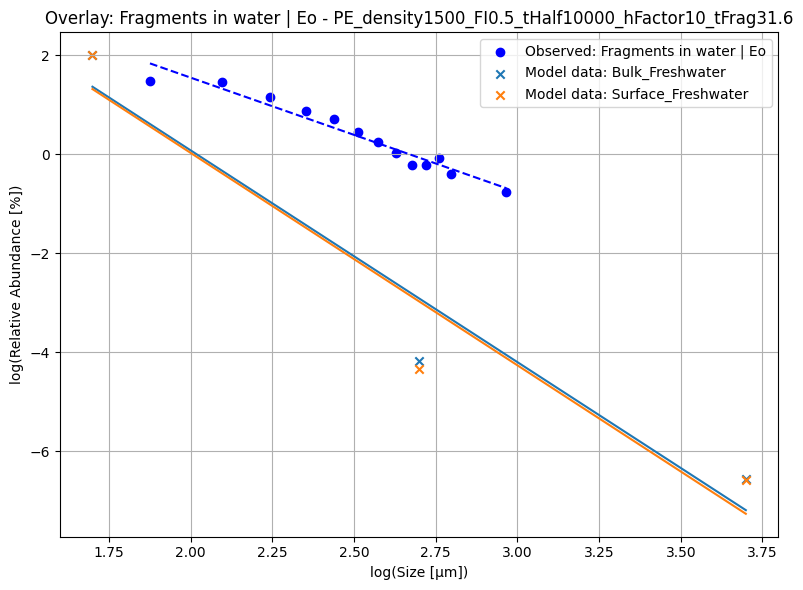 Overlay: Fragments in water | Eo - PE_density1500_FI0.5_tHalf10000_hFactor10_tFrag31.6
Observed: Fragments in water | Eo
Model data: Bulk_Freshwater
Model data: Surface_Freshwater
log(Relative Abundance [%])
2
0
−2
−4
−6
1.75
2.00
2.25
2.50
2.75
3.00
3.25
3.50
3.75
log(Size [μm])